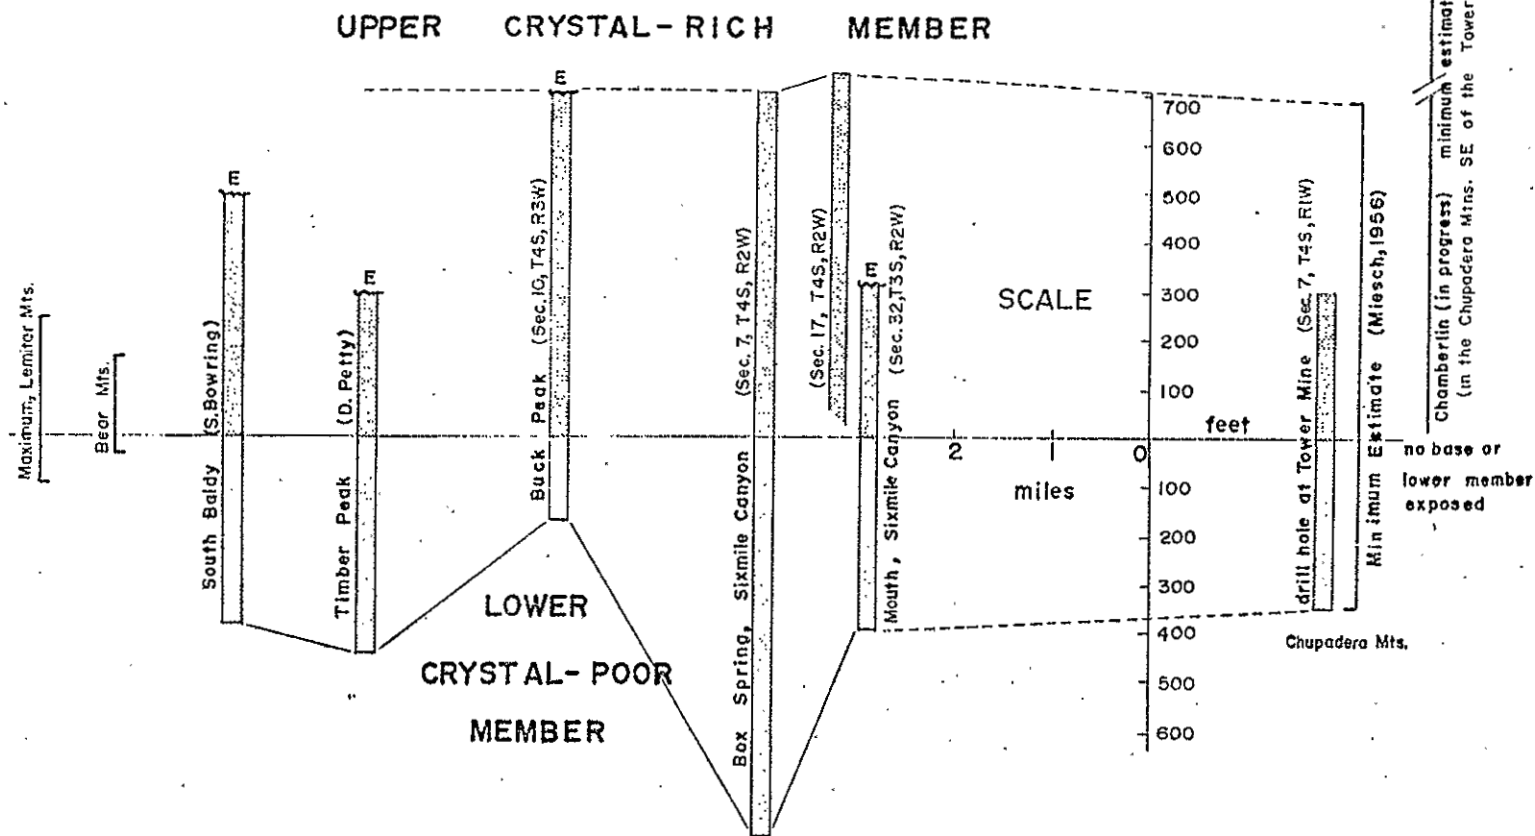 UPPER CRYSTAL-RICH MEMBER
Maximum, Lemitar Mts.
Bear Mts.
E
South Baldy (S. Bowring)
E
Timber Peak (D. Petty)
E
Buck Peak (Sec. 10, T4S, R3W)
LOWER
CRYSTAL-POOR
MEMBER
Box Spring, Sixmile Canyon (Sec. 7, T4S, R2W)
(Sec. 17, T4S, R2W)
E
Mouth, Sixmile Canyon (Sec. 32, T3S, R2W)
SCALE
700
600
500
400
300
200
100
feet
2
1
0
miles
100
200
300
400
500
600
drill hole at Tower Mine (Sec. 7, T4S, R1W)
Minimum Estimate (Miesch, 1956)
Chupadera Mts.
Chamberlin (in progress) minimum estimat
(in the Chupadera Mtns. SE of the Tower
no base or
lower member
exposed